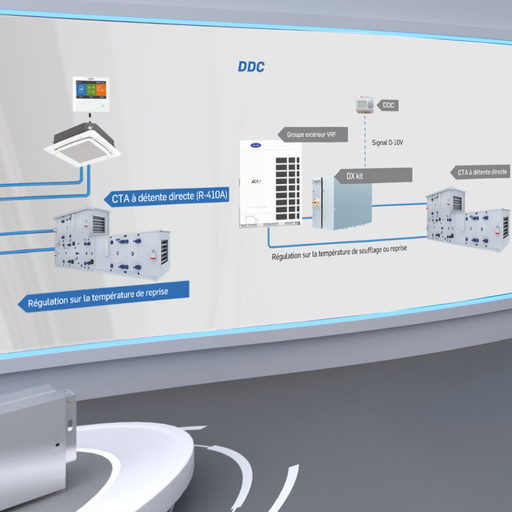 DDC
CTA à détente directe (R-410A)
Régulation sur la température de reprise
Groupe extérieur VRF
DDC
Signal 0-10V
DX kit
CTA à détente directe
Régulation sur la température de soufflage ou reprise